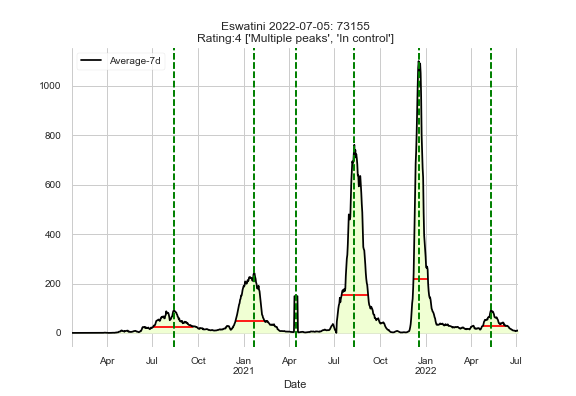 Eswatini 2022-07-05: 73155
Rating:4 ['Multiple peaks', 'In control']
Average-7d
1000
800
600
400
200
0
Apr Jul Oct Jan Apr Jul Oct Jan Apr Jul
2021 2022
Date